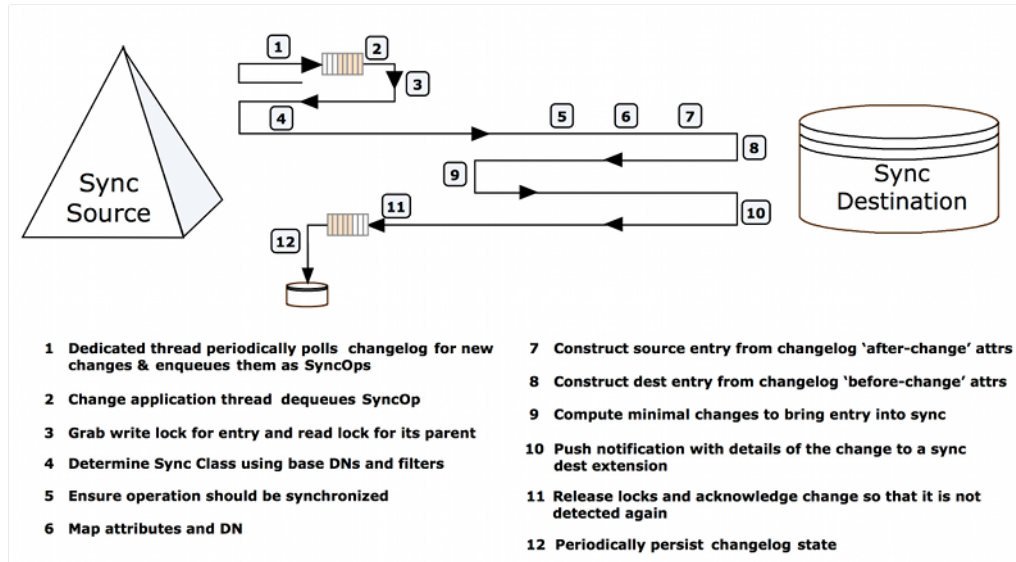 1
2
3
4
5
6
7
8
9
10
11
12
Sync
Source
Sync
Destination
1 Dedicated thread periodically polls changelog for new
changes & enqueues them as SyncOps
2 Change application thread dequeues SyncOp
3 Grab write lock for entry and read lock for its parent
4 Determine Sync Class using base DNs and filters
5 Ensure operation should be synchronized
6 Map attributes and DN
7 Construct source entry from changelog ‘after-change’ attrs
8 Construct dest entry from changelog ‘before-change’ attrs
9 Compute minimal changes to bring entry into sync
10 Push notification with details of the change to a sync
dest extension
11 Release locks and acknowledge change so that it is not
detected again
12 Periodically persist changelog state